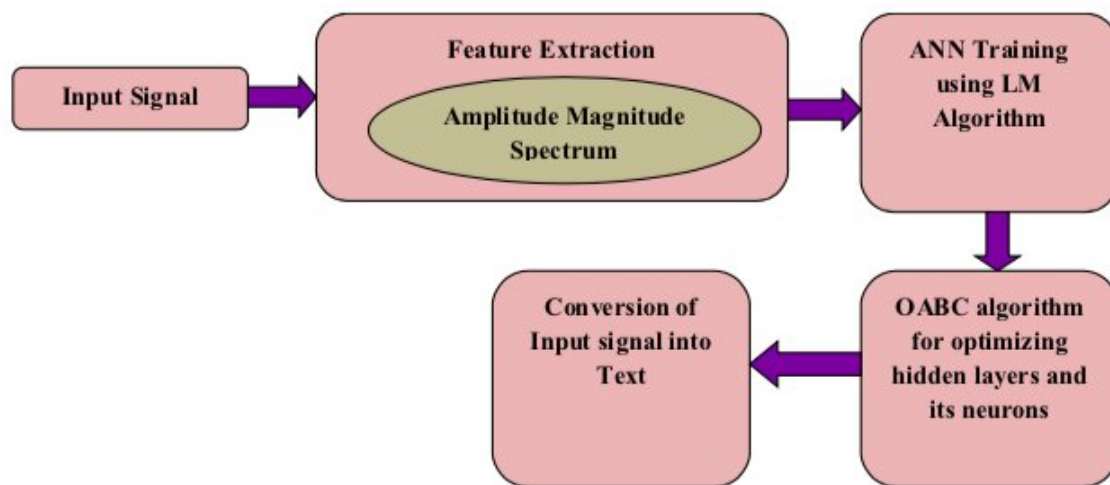 Input Signal
Feature Extraction
Amplitude Magnitude
Spectrum
ANN Training
using LM
Algorithm
OABC algorithm
for optimizing
hidden layers and
its neurons
Conversion of
Input signal into
Text